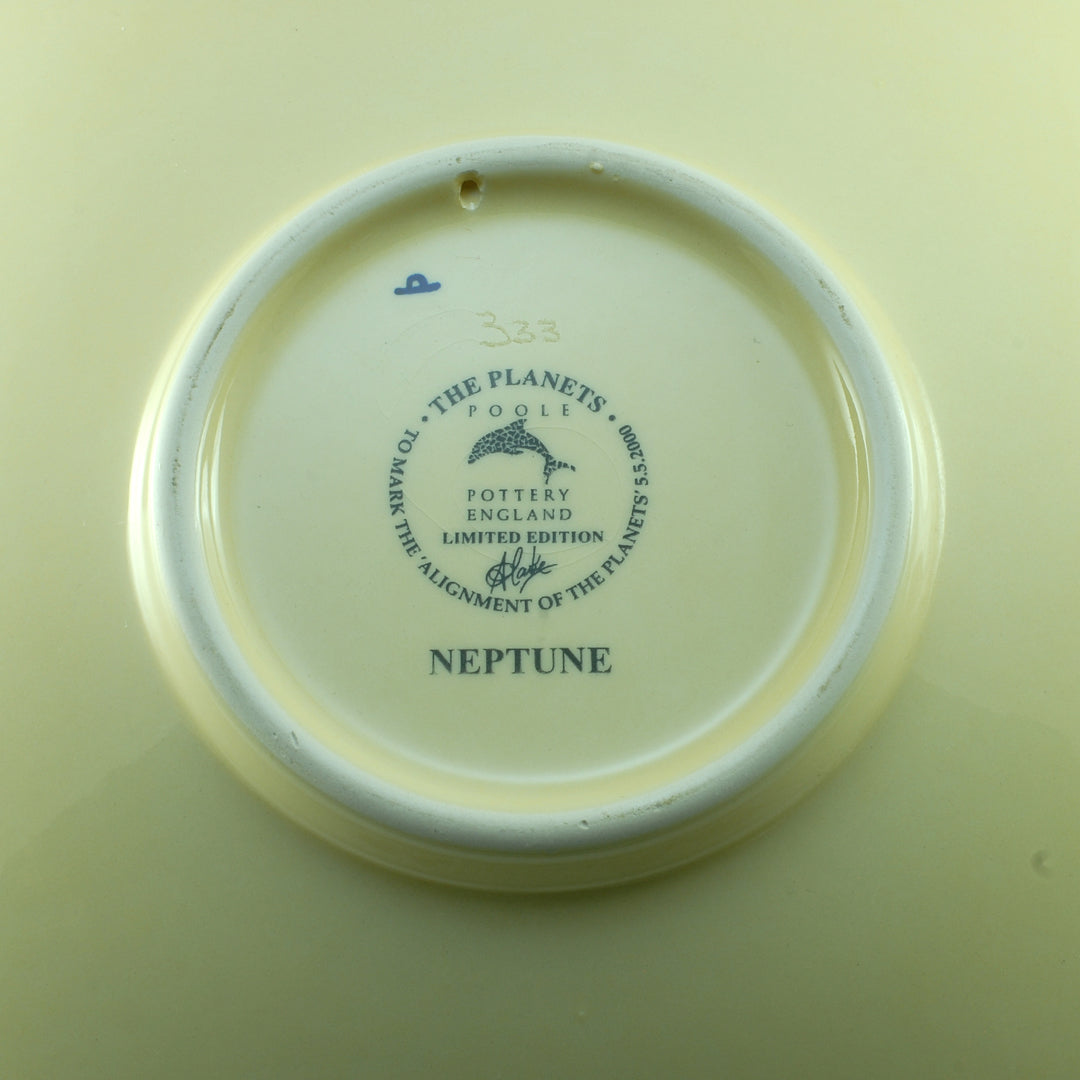 333
• THE PLANETS •
POOLE
POTTERY
ENGLAND
LIMITED EDITION
TO MARK THE 'ALIGNMENT OF THE PLANETS' 5.5.2000
NEPTUNE